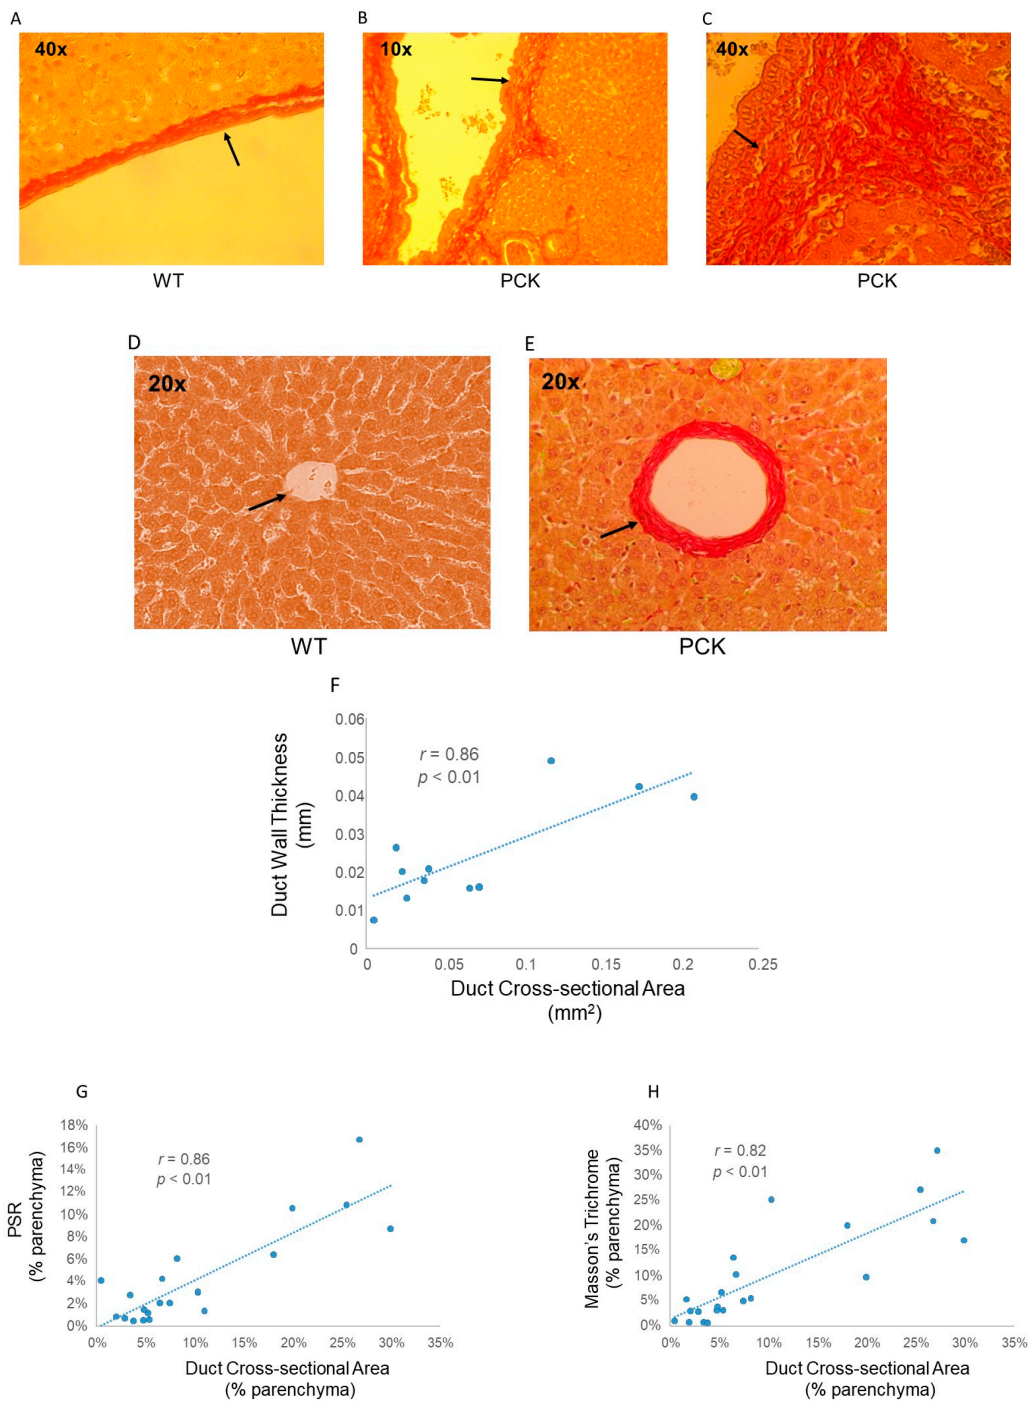 A
B
C
40x
10x
40x
WT
PCK
PCK
D
E
20x
20x
WT
PCK
F
Duct Wall Thickness
(mm)
0.06
0.05
0.04
0.03
0.02
0.01
0
r = 0.86
p < 0.01
0
0.05
0.1
0.15
0.2
0.25
Duct Cross-sectional Area
(mm²)
G
PSR
(% parenchyma)
18%
16%
14%
12%
10%
8%
6%
4%
2%
0%
r = 0.86
p < 0.01
0%
5%
10%
15%
20%
25%
30%
35%
Duct Cross-sectional Area
(% parenchyma)
H
Masson's Trichrome
(% parenchyma)
40%
35%
30%
25%
20%
15%
10%
5%
0%
r = 0.82
p < 0.01
0%
5%
10%
15%
20%
25%
30%
35%
Duct Cross-sectional Area
(% parenchyma)